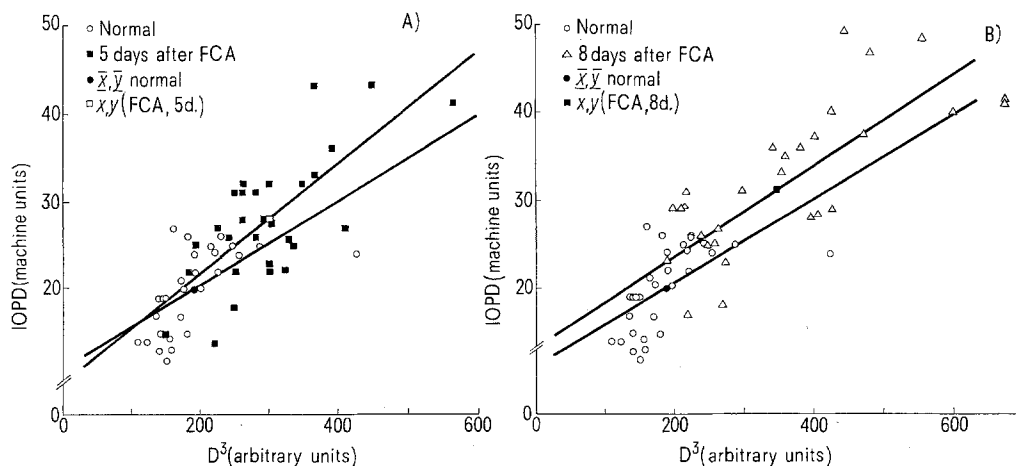 A)
○ Normal
■ 5 days after FCA
● x̅,y̅ normal
□ x,y(FCA, 5d.)
IOPD (machine units)
50
40
30
20
0
0 200 400 600
D³(arbitrary units)
B)
○ Normal
△ 8 days after FCA
● x̅,y̅ normal
■ x,y(FCA,8d.)
IOPD(machine units)
50
40
30
20
0
0 200 400 600
D³(arbitrary units)